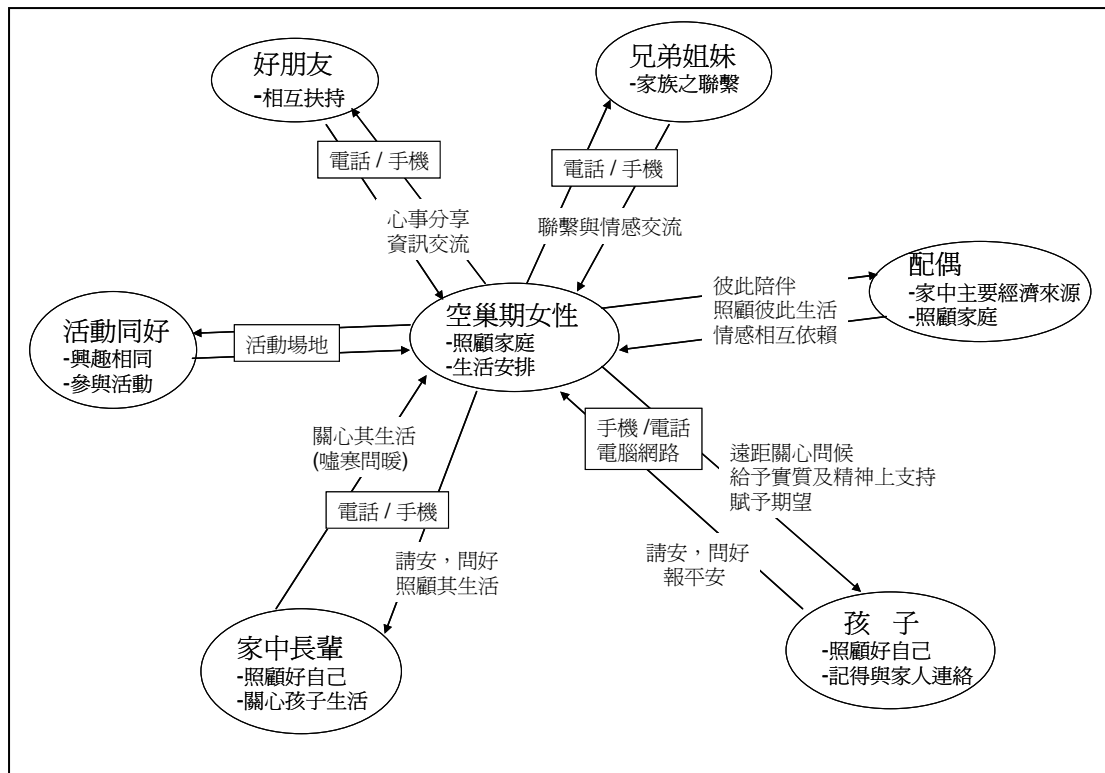 好朋友
-相互扶持
兄弟姐妹
-家族之聯繫
電話 / 手機
電話 / 手機
心事分享
資訊交流
聯繫與情感交流
配偶
-家中主要經濟來源
-照顧家庭
彼此陪伴
照顧彼此生活
情感相互依賴
活動同好
-興趣相同
-參與活動
活動場地
空巢期女性
-照顧家庭
-生活安排
關心其生活
(噓寒問暖)
手機 /電話
電腦網路
遠距關心問候
給予實質及精神上支持
賦予期望
電話 / 手機
請安，問好
照顧其生活
請安，問好
報平安
家中長輩
-照顧好自己
-關心孩子生活
孩 子
-照顧好自己
-記得與家人連絡